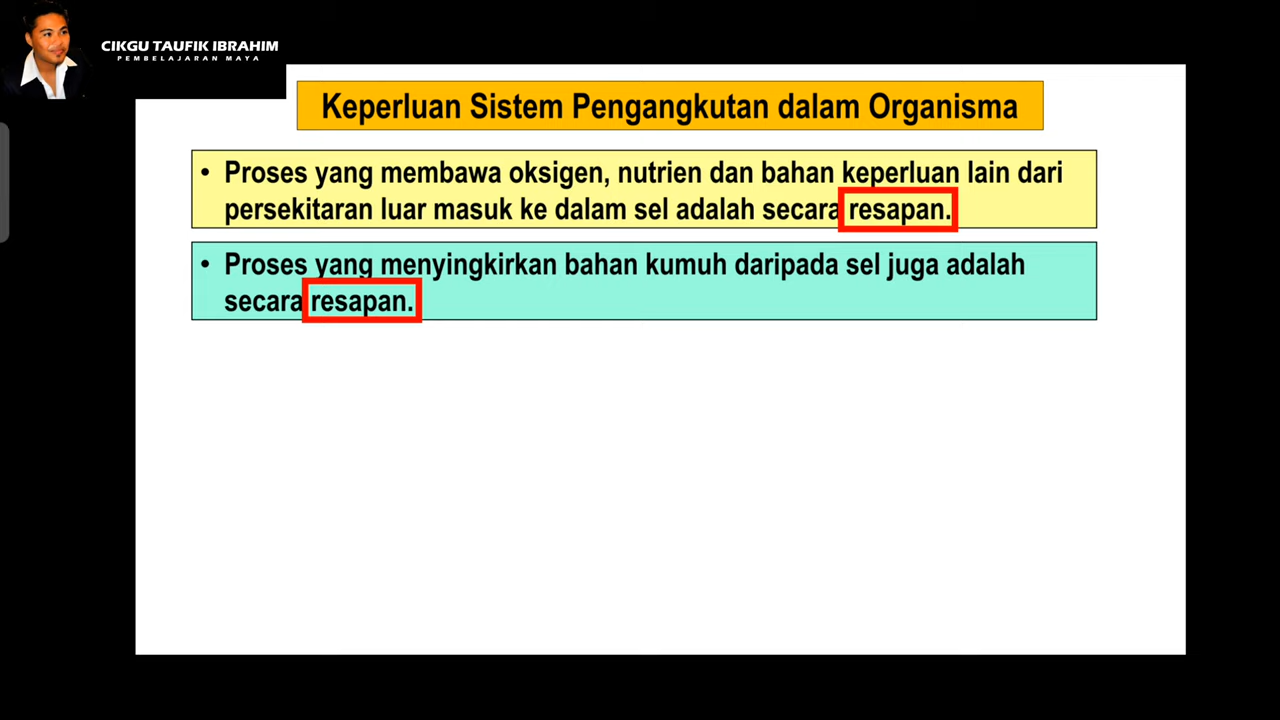 CIKGU TAUFIK IBRAHIM
PEMBELAJARAN MAYA
Keperluan Sistem Pengangkutan dalam Organisma
• Proses yang membawa oksigen, nutrien dan bahan keperluan lain dari
persekitaran luar masuk ke dalam sel adalah secara resapan.
• Proses yang menyingkirkan bahan kumuh daripada sel juga adalah
secara resapan.